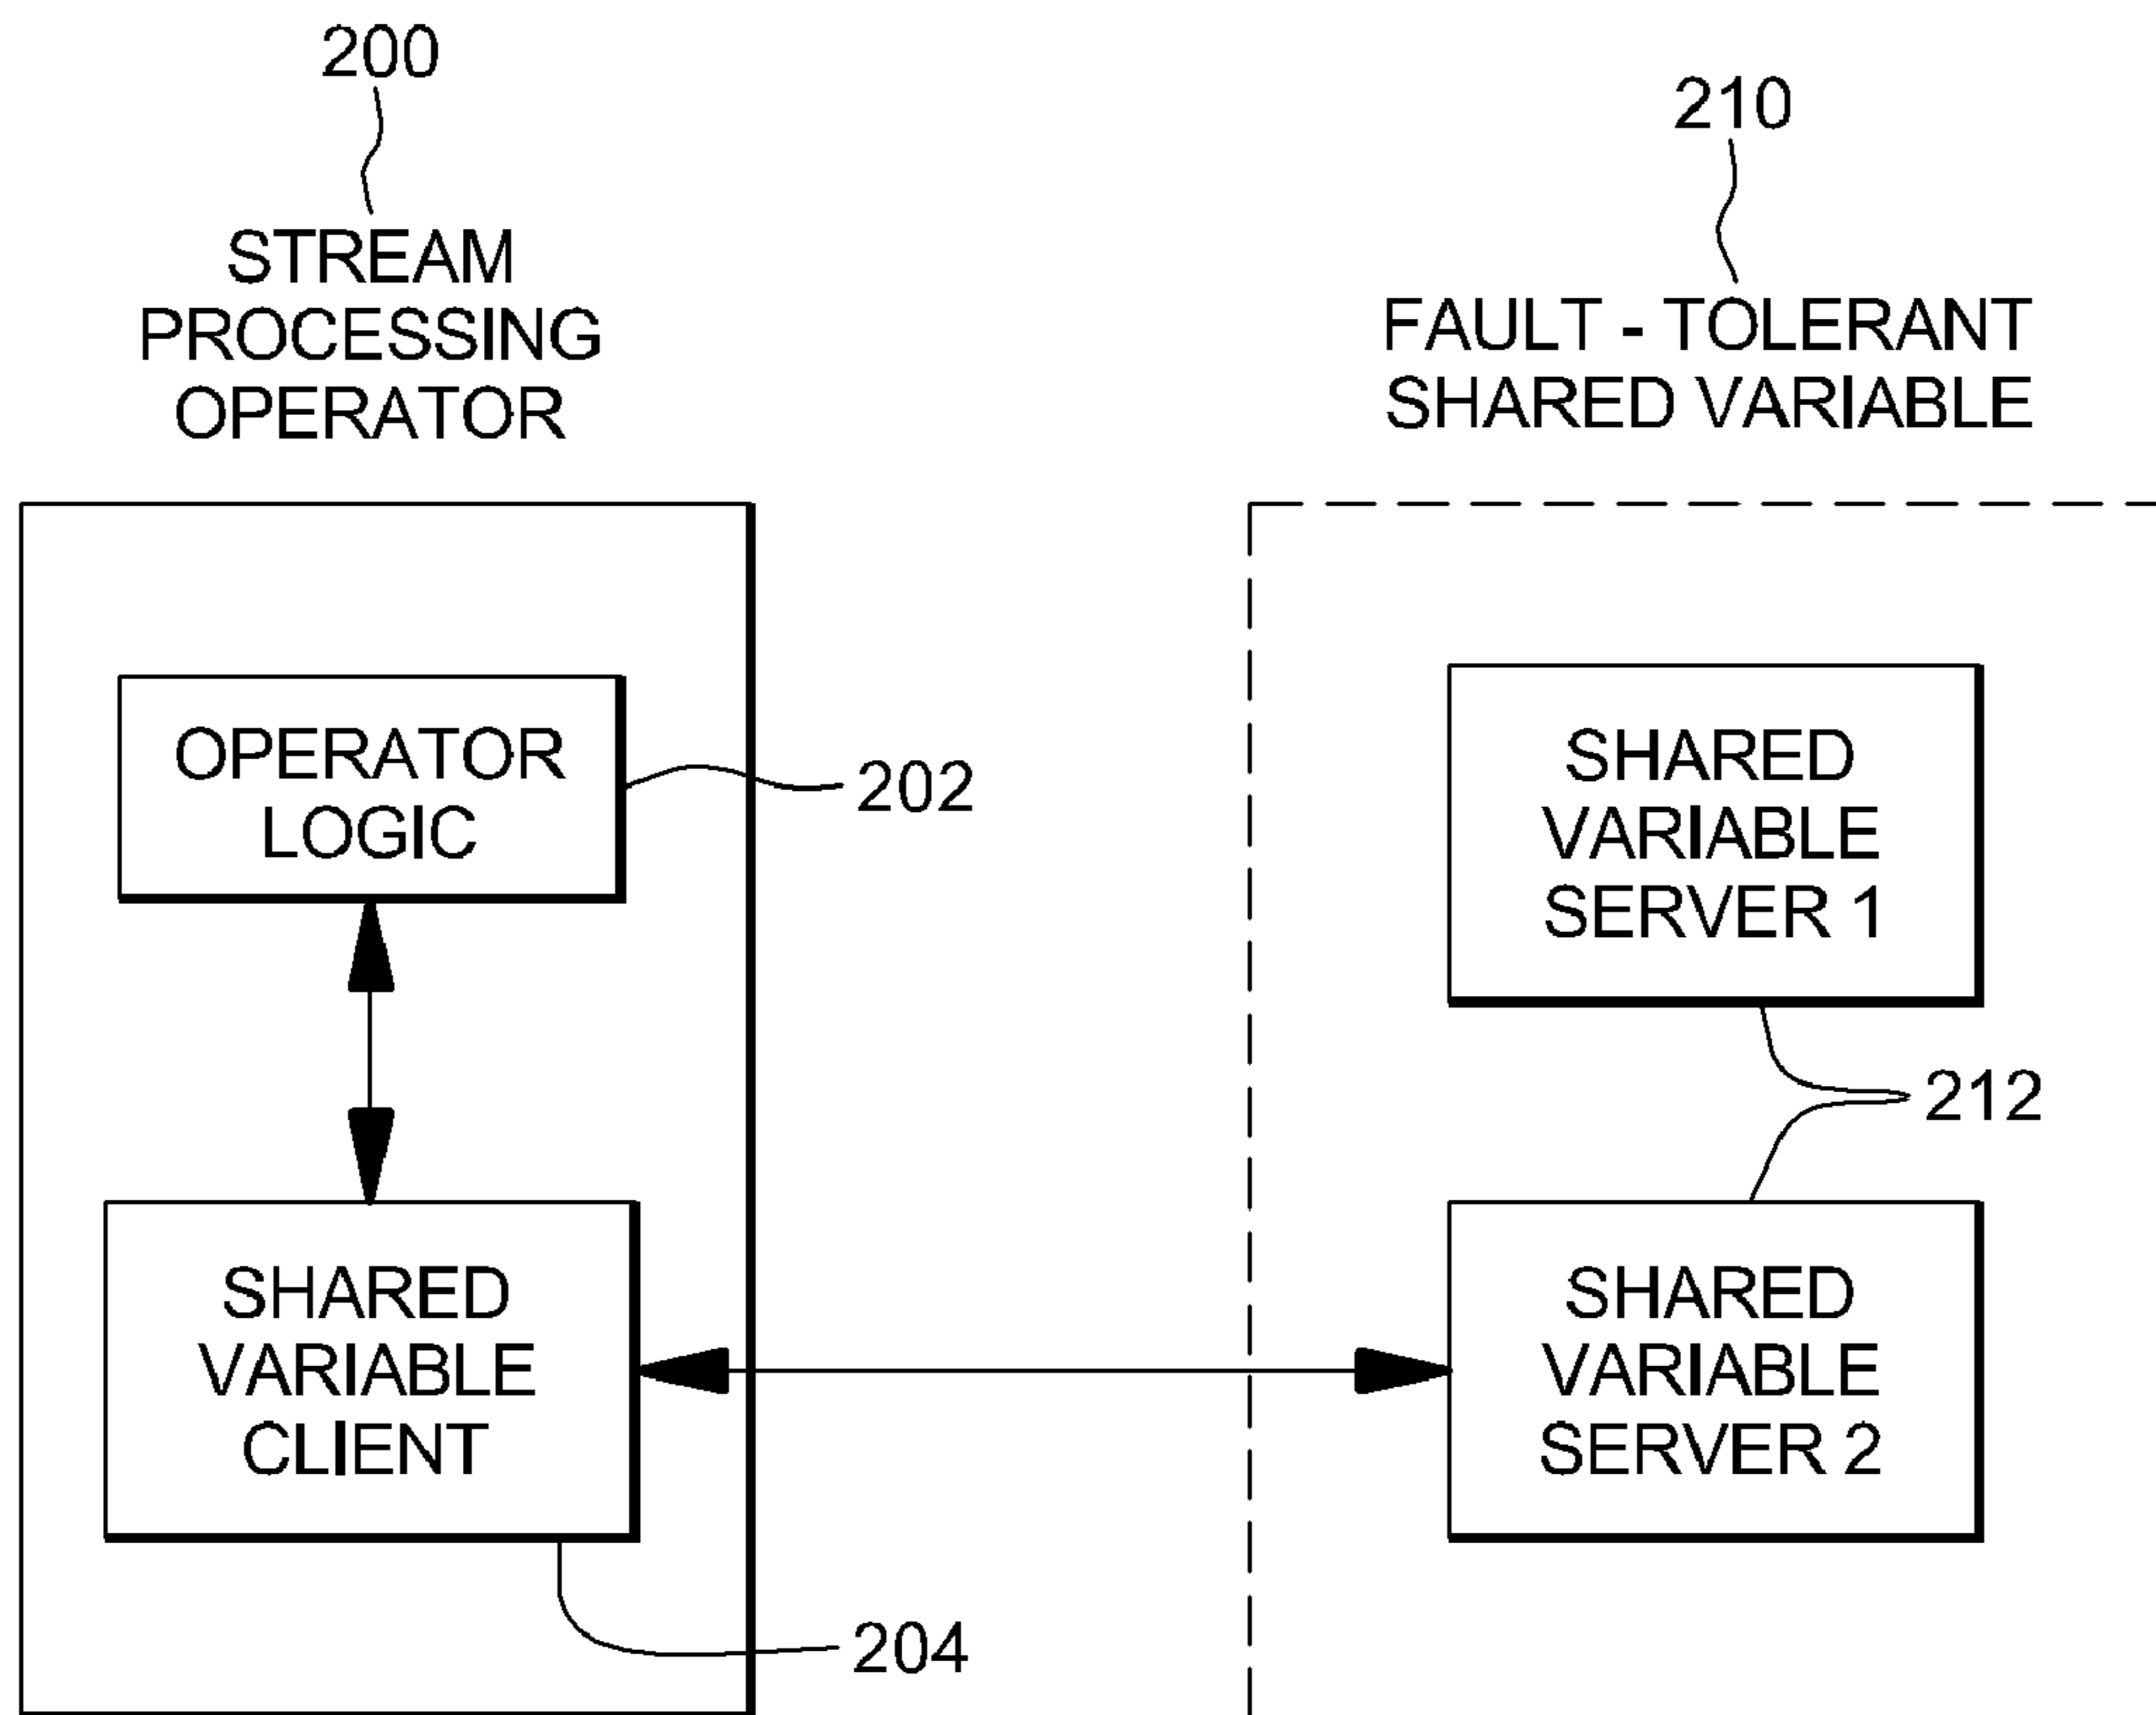 200
STREAM
PROCESSING
OPERATOR
210
FAULT - TOLERANT
SHARED VARIABLE
OPERATOR
LOGIC
202
SHARED
VARIABLE
CLIENT
204
SHARED
VARIABLE
SERVER 1
212
SHARED
VARIABLE
SERVER 2